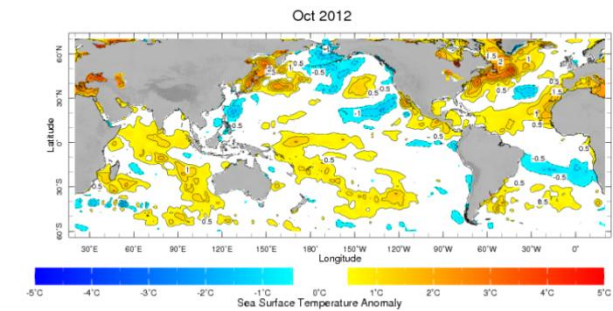 Oct 2012
Latitude
60°N
30°N
0°
30°S
60°S
30°E 60°E 90°E 120°E 150°E 180° 150°W 120°W 90°W 60°W 30°W 0°
Longitude
-5°C -4°C -3°C -2°C -1°C 0°C 1°C 2°C 3°C 4°C 5°C
Sea Surface Temperature Anomaly